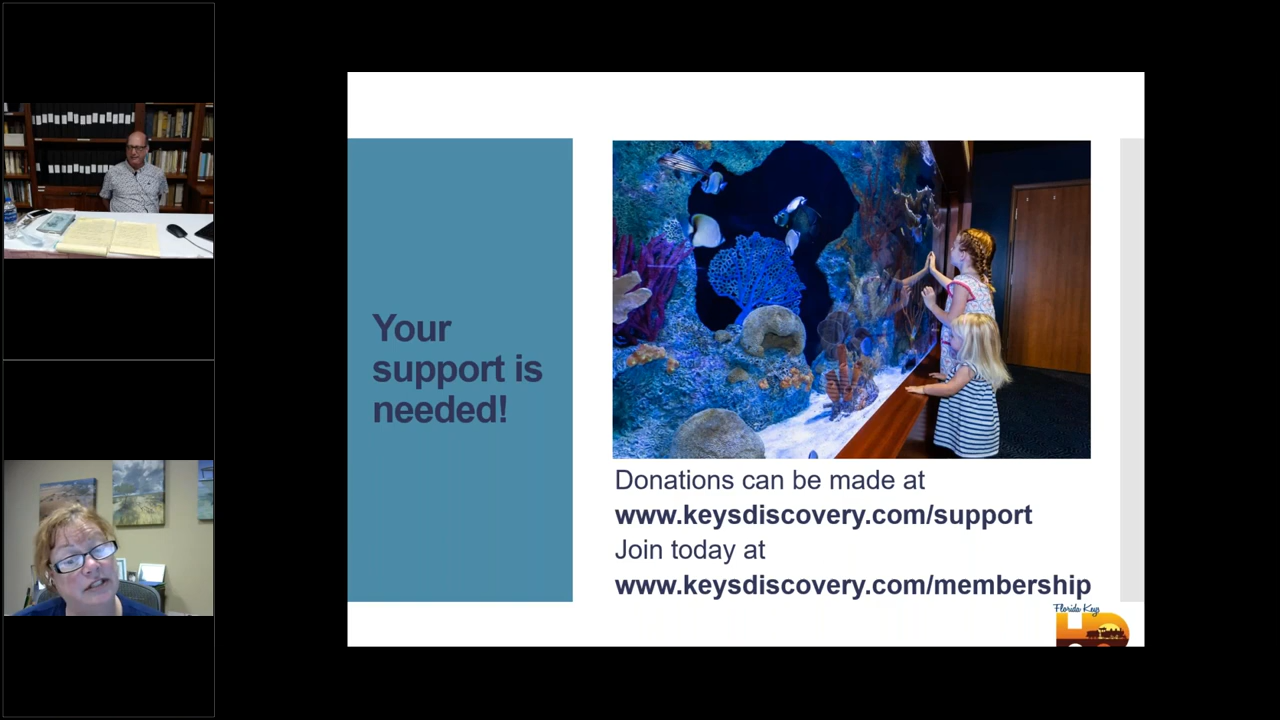 Your
support is
needed!
Donations can be made at
www.keysdiscovery.com/support
Join today at
www.keysdiscovery.com/membership
Florida Keys